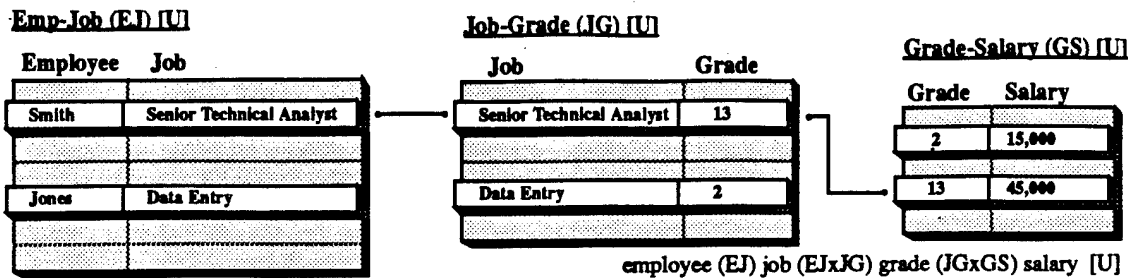 Emp-Job (EJ) [U]
Employee Job
Smith Senior Technical Analyst
Jones Data Entry
Job-Grade (JG) [U]
Job Grade
Senior Technical Analyst 13
Data Entry 2
Grade-Salary (GS) [U]
Grade Salary
2 15,000
13 45,000
employee (EJ) job (EJxJG) grade (JGxGS) salary [U]